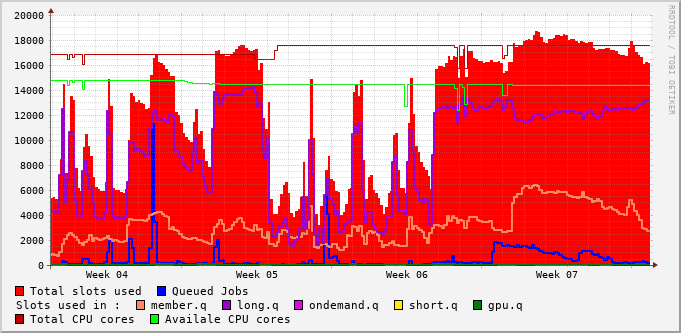 20000
18000
16000
14000
12000
10000
8000
6000
4000
2000
0
Week 04 Week 05 Week 06 Week 07
RRDTOOL / TOBI OETIKER
Total slots used Queued Jobs
Slots used in : member.q long.q ondemand.q short.q gpu.q
Total CPU cores Availale CPU cores